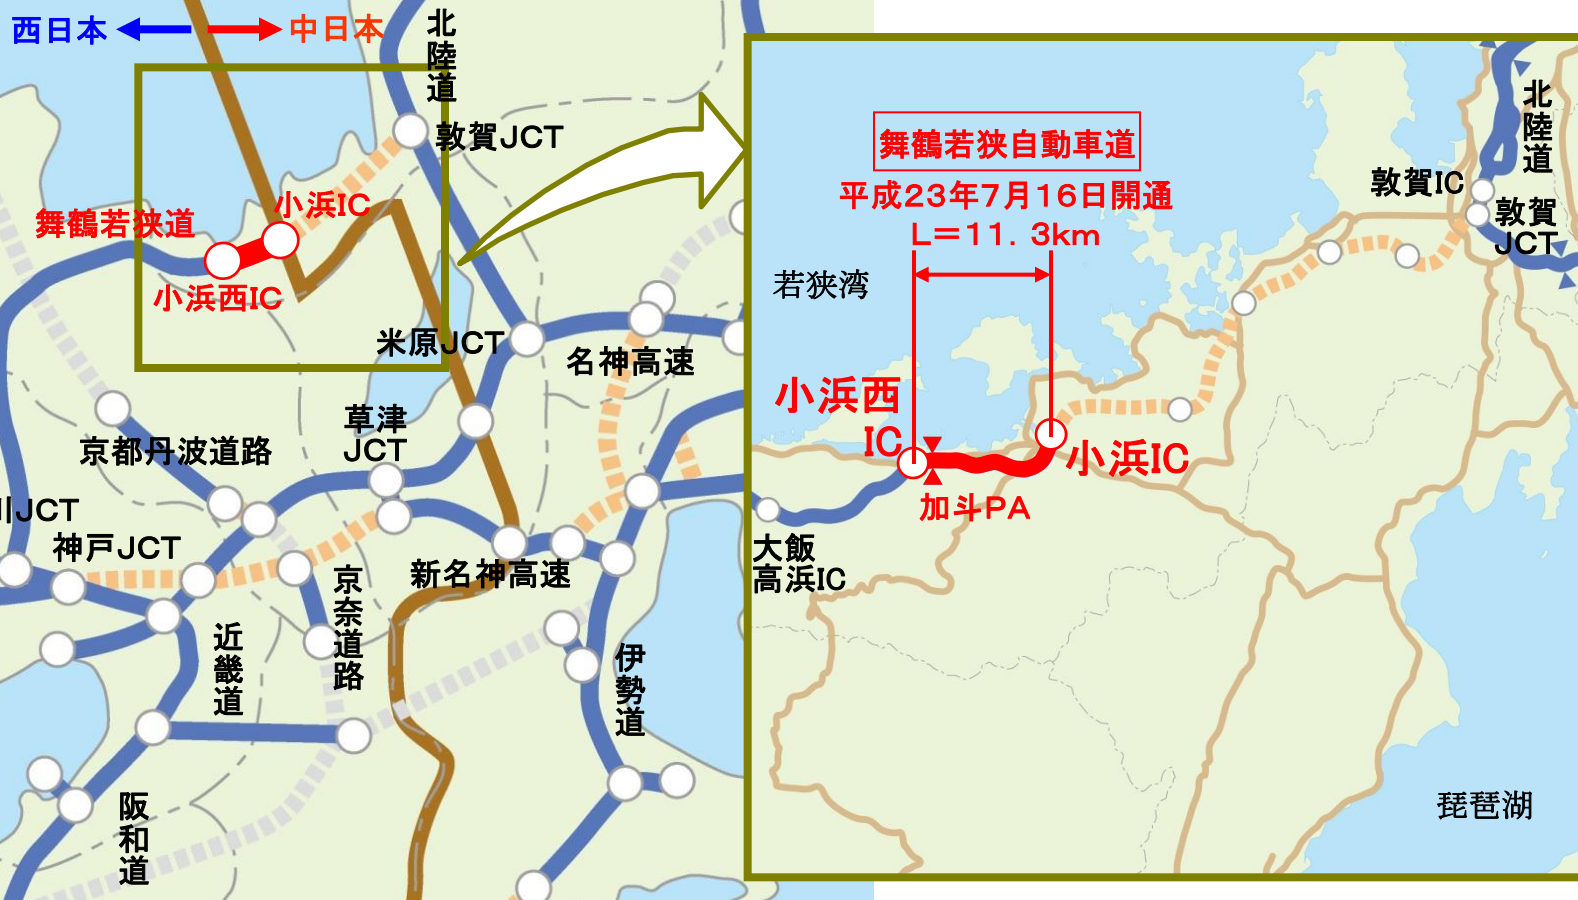 西日本
中日本
北陸道
敦賀JCT
小浜IC
舞鶴若狭道
小浜西IC
米原JCT
名神高速
草津
JCT
京都丹波道路
川JCT
神戸JCT
新名神高速
京奈道路
近畿道
伊勢道
阪和道
舞鶴若狭自動車道
平成23年7月16日開通
L=11.3km
北陸道
敦賀IC
敦賀
JCT
若狭湾
小浜西
IC
小浜IC
加斗PA
大飯
高浜IC
琵琶湖